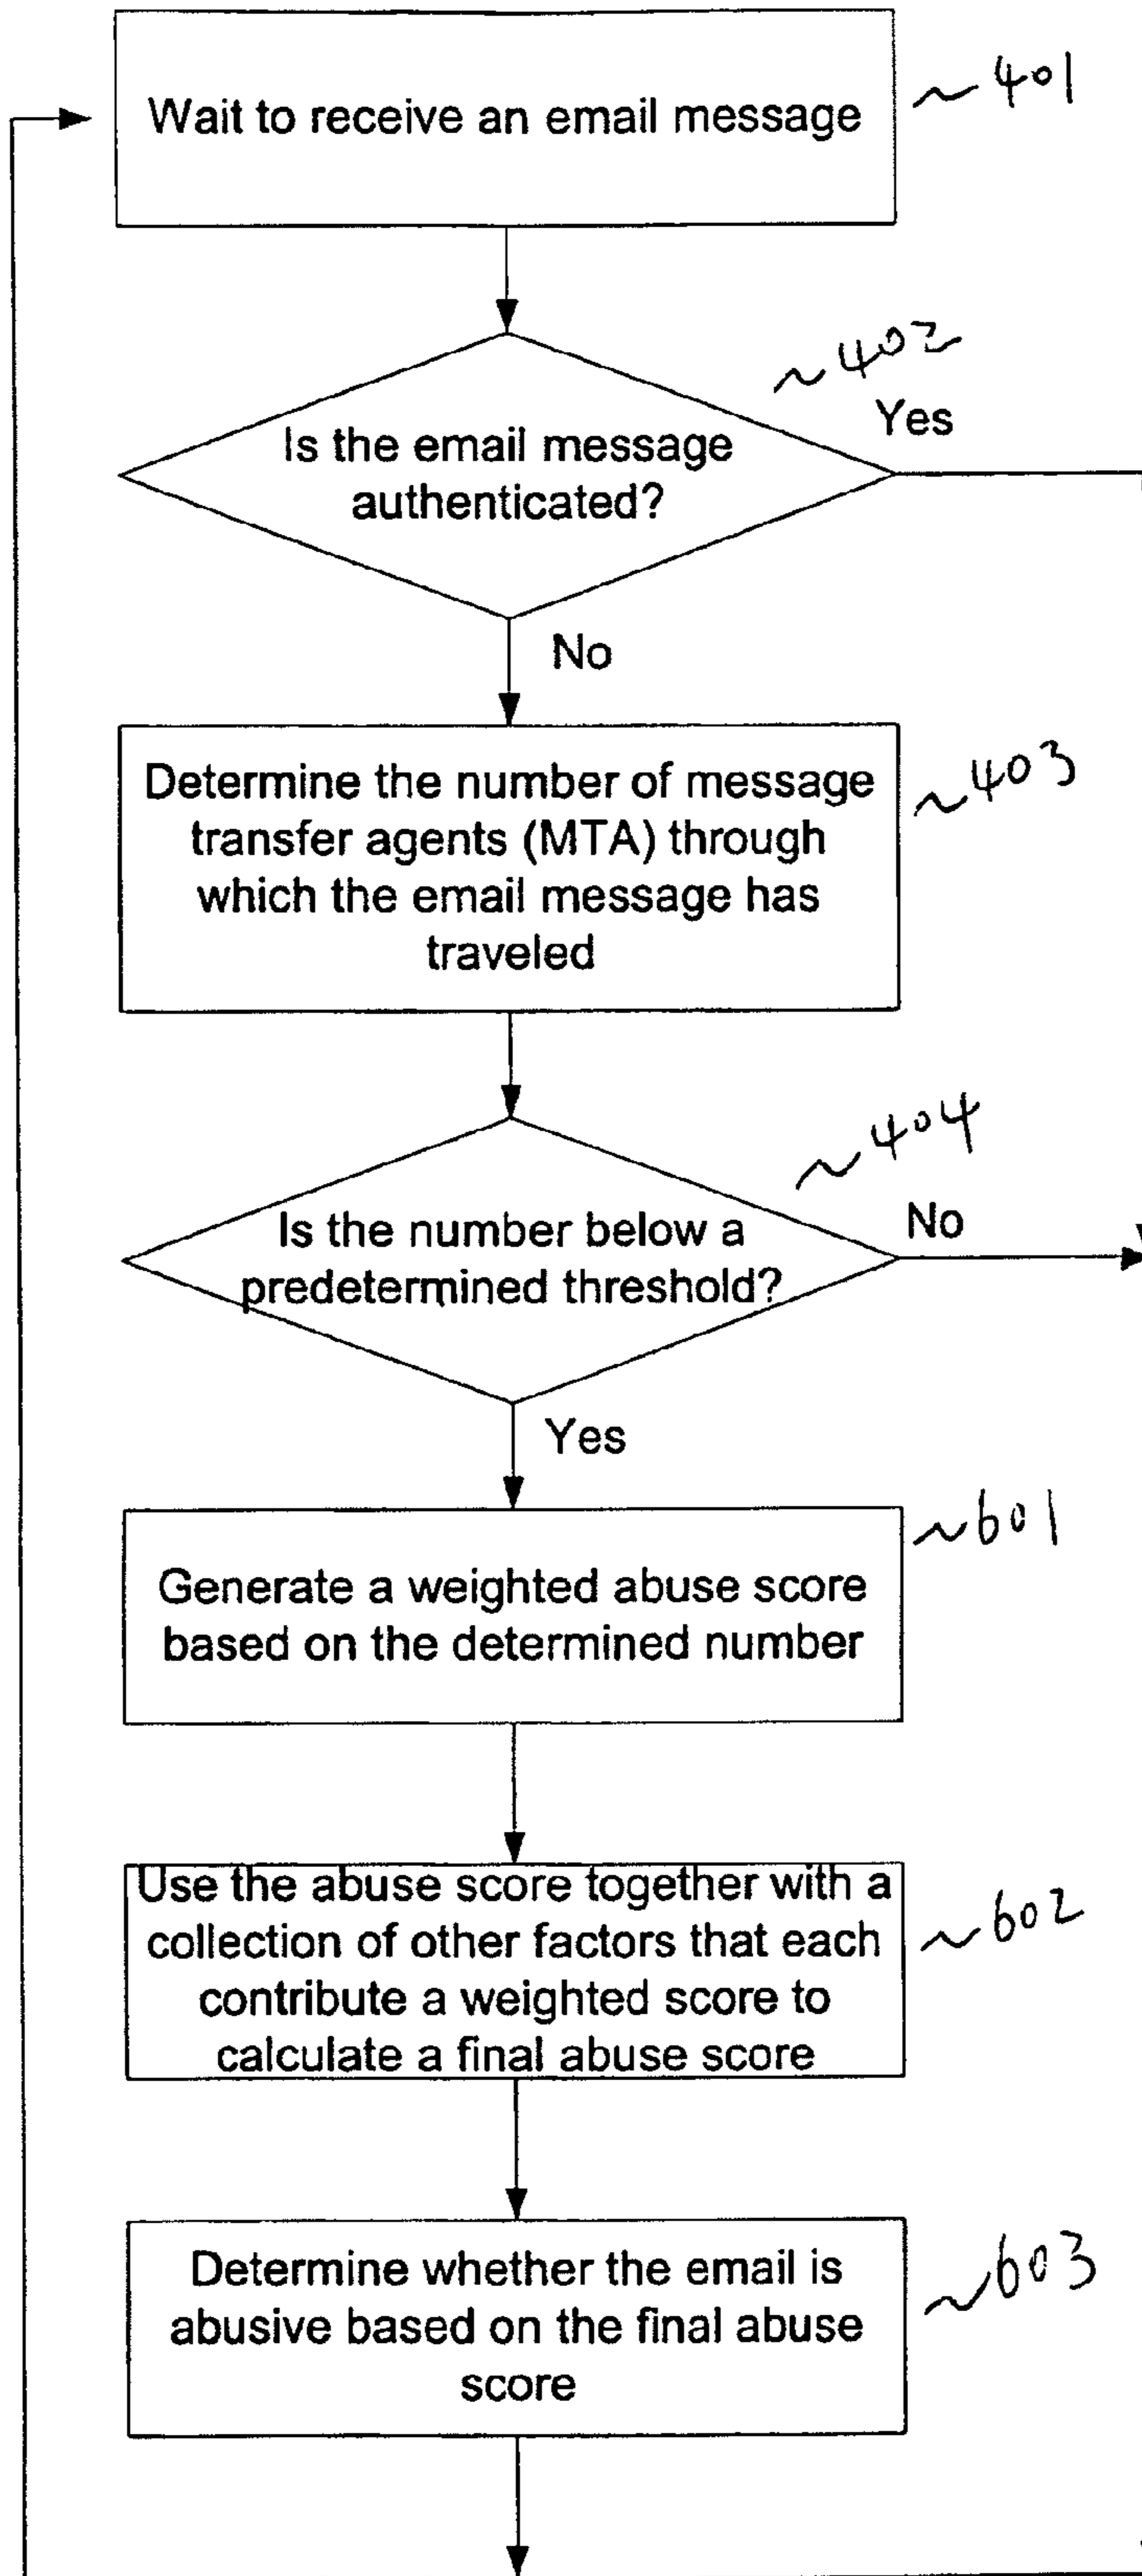 Wait to receive an email message
~401
~402
Yes
Is the email message
authenticated?
No
Determine the number of message
transfer agents (MTA) through
which the email message has
traveled
~403
~404
No
Is the number below a
predetermined threshold?
Yes
~601
Generate a weighted abuse score
based on the determined number
Use the abuse score together with a
collection of other factors that each
contribute a weighted score to
calculate a final abuse score
~602
Determine whether the email is
abusive based on the final abuse
score
~603